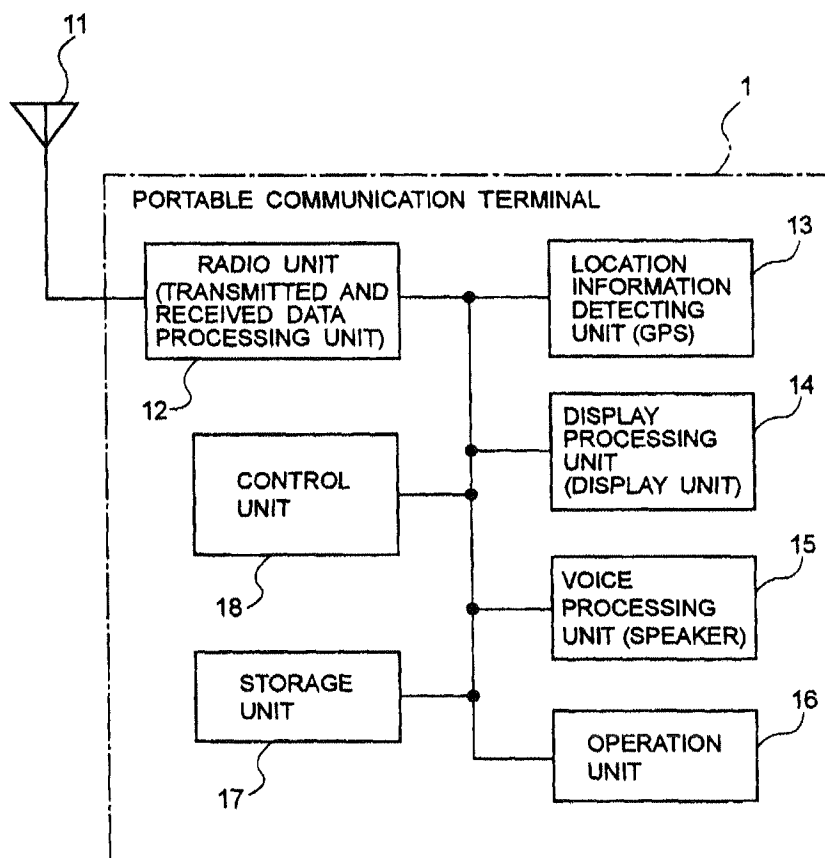 11
1
PORTABLE COMMUNICATION TERMINAL
RADIO UNIT
(TRANSMITTED AND
RECEIVED DATA
PROCESSING UNIT)
12
LOCATION
INFORMATION
DETECTING
UNIT (GPS)
13
DISPLAY
PROCESSING
UNIT
(DISPLAY UNIT)
14
CONTROL
UNIT
18
VOICE
PROCESSING
UNIT (SPEAKER)
15
STORAGE
UNIT
17
OPERATION
UNIT
16